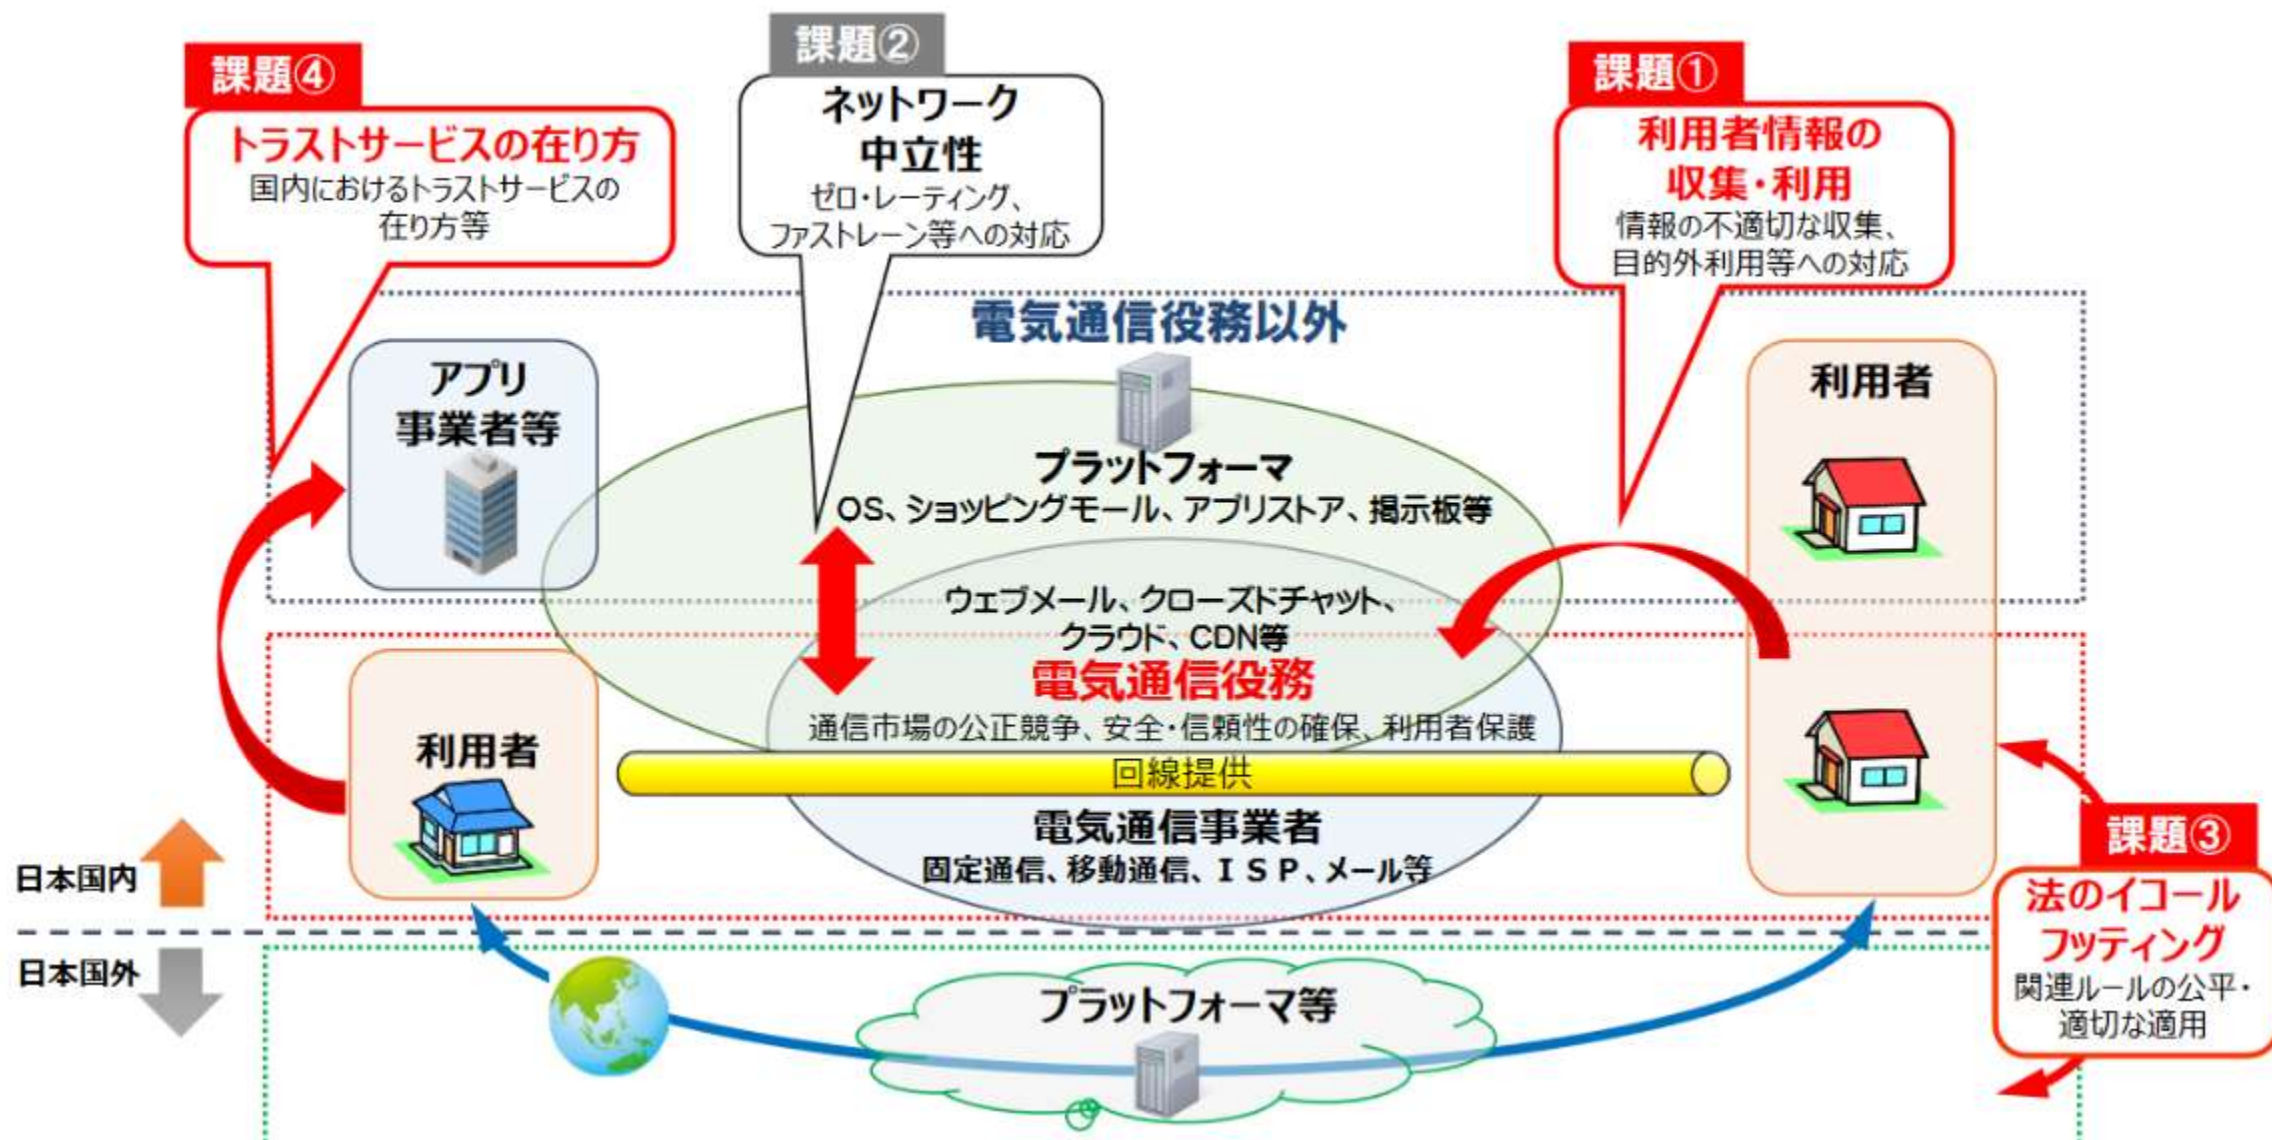 課題④
トラストサービスの在り方
国内におけるトラストサービスの
在り方等
課題②
ネットワーク
中立性
ゼロ・レーティング、
ファストレーン等への対応
課題①
利用者情報の
収集・利用
情報の不適切な収集、
目的外利用等への対応
電気通信役務以外
アプリ
事業者等
プラットフォーマ
OS、ショッピングモール、アプリストア、掲示板等
利用者
ウェブメール、クローズドチャット、
クラウド、CDN等
電気通信役務
通信市場の公正競争、安全・信頼性の確保、利用者保護
利用者
回線提供
電気通信事業者
固定通信、移動通信、ＩＳＰ、メール等
課題③
法のイコール
フッティング
関連ルールの公平・
適切な適用
日本国内
日本国外
プラットフォーマ等